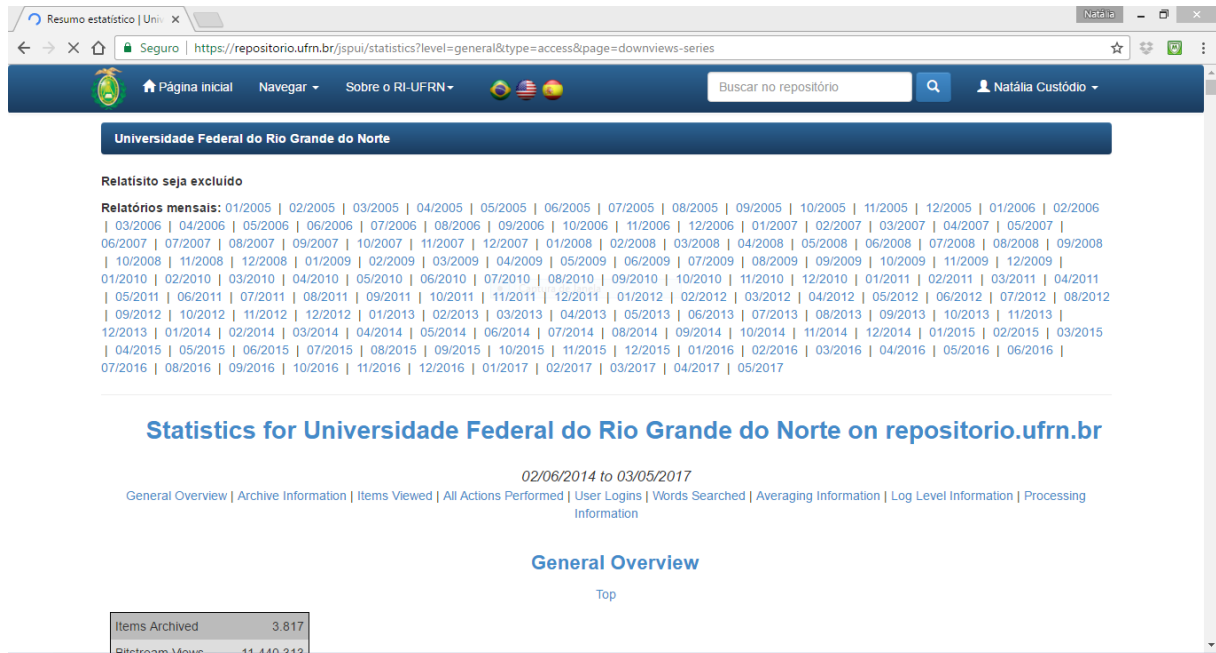 Resumo estatístico | Univ
Natália
Seguro | https://repositorio.ufrn.br/jspui/statistics?level=general&type=access&page=downviews-series
Página inicial Navegar Sobre o RI-UFRN Buscar no repositório Natália Custódio
Universidade Federal do Rio Grande do Norte
Relatísito seja excluído
Relatórios mensais: 01/2005 | 02/2005 | 03/2005 | 04/2005 | 05/2005 | 06/2005 | 07/2005 | 08/2005 | 09/2005 | 10/2005 | 11/2005 | 12/2005 | 01/2006 | 02/2006
| 03/2006 | 04/2006 | 05/2006 | 06/2006 | 07/2006 | 08/2006 | 09/2006 | 10/2006 | 11/2006 | 12/2006 | 01/2007 | 02/2007 | 03/2007 | 04/2007 | 05/2007 |
06/2007 | 07/2007 | 08/2007 | 09/2007 | 10/2007 | 11/2007 | 12/2007 | 01/2008 | 02/2008 | 03/2008 | 04/2008 | 05/2008 | 06/2008 | 07/2008 | 08/2008 | 09/2008
| 10/2008 | 11/2008 | 12/2008 | 01/2009 | 02/2009 | 03/2009 | 04/2009 | 05/2009 | 06/2009 | 07/2009 | 08/2009 | 09/2009 | 10/2009 | 11/2009 | 12/2009 |
01/2010 | 02/2010 | 03/2010 | 04/2010 | 05/2010 | 06/2010 | 07/2010 | 08/2010 | 09/2010 | 10/2010 | 11/2010 | 12/2010 | 01/2011 | 02/2011 | 03/2011 | 04/2011
| 05/2011 | 06/2011 | 07/2011 | 08/2011 | 09/2011 | 10/2011 | 11/2011 | 12/2011 | 01/2012 | 02/2012 | 03/2012 | 04/2012 | 05/2012 | 06/2012 | 07/2012 | 08/2012
| 09/2012 | 10/2012 | 11/2012 | 12/2012 | 01/2013 | 02/2013 | 03/2013 | 04/2013 | 05/2013 | 06/2013 | 07/2013 | 08/2013 | 09/2013 | 10/2013 | 11/2013 |
12/2013 | 01/2014 | 02/2014 | 03/2014 | 04/2014 | 05/2014 | 06/2014 | 07/2014 | 08/2014 | 09/2014 | 10/2014 | 11/2014 | 12/2014 | 01/2015 | 02/2015 | 03/2015
| 04/2015 | 05/2015 | 06/2015 | 07/2015 | 08/2015 | 09/2015 | 10/2015 | 11/2015 | 12/2015 | 01/2016 | 02/2016 | 03/2016 | 04/2016 | 05/2016 | 06/2016 |
07/2016 | 08/2016 | 09/2016 | 10/2016 | 11/2016 | 12/2016 | 01/2017 | 02/2017 | 03/2017 | 04/2017 | 05/2017
Statistics for Universidade Federal do Rio Grande do Norte on repositorio.ufrn.br
02/06/2014 to 03/05/2017
General Overview | Archive Information | Items Viewed | All Actions Performed | User Logins | Words Searched | Averaging Information | Log Level Information | Processing
Information
General Overview
Top
Items Archived 3.817
Bitstream Views 11.440.313